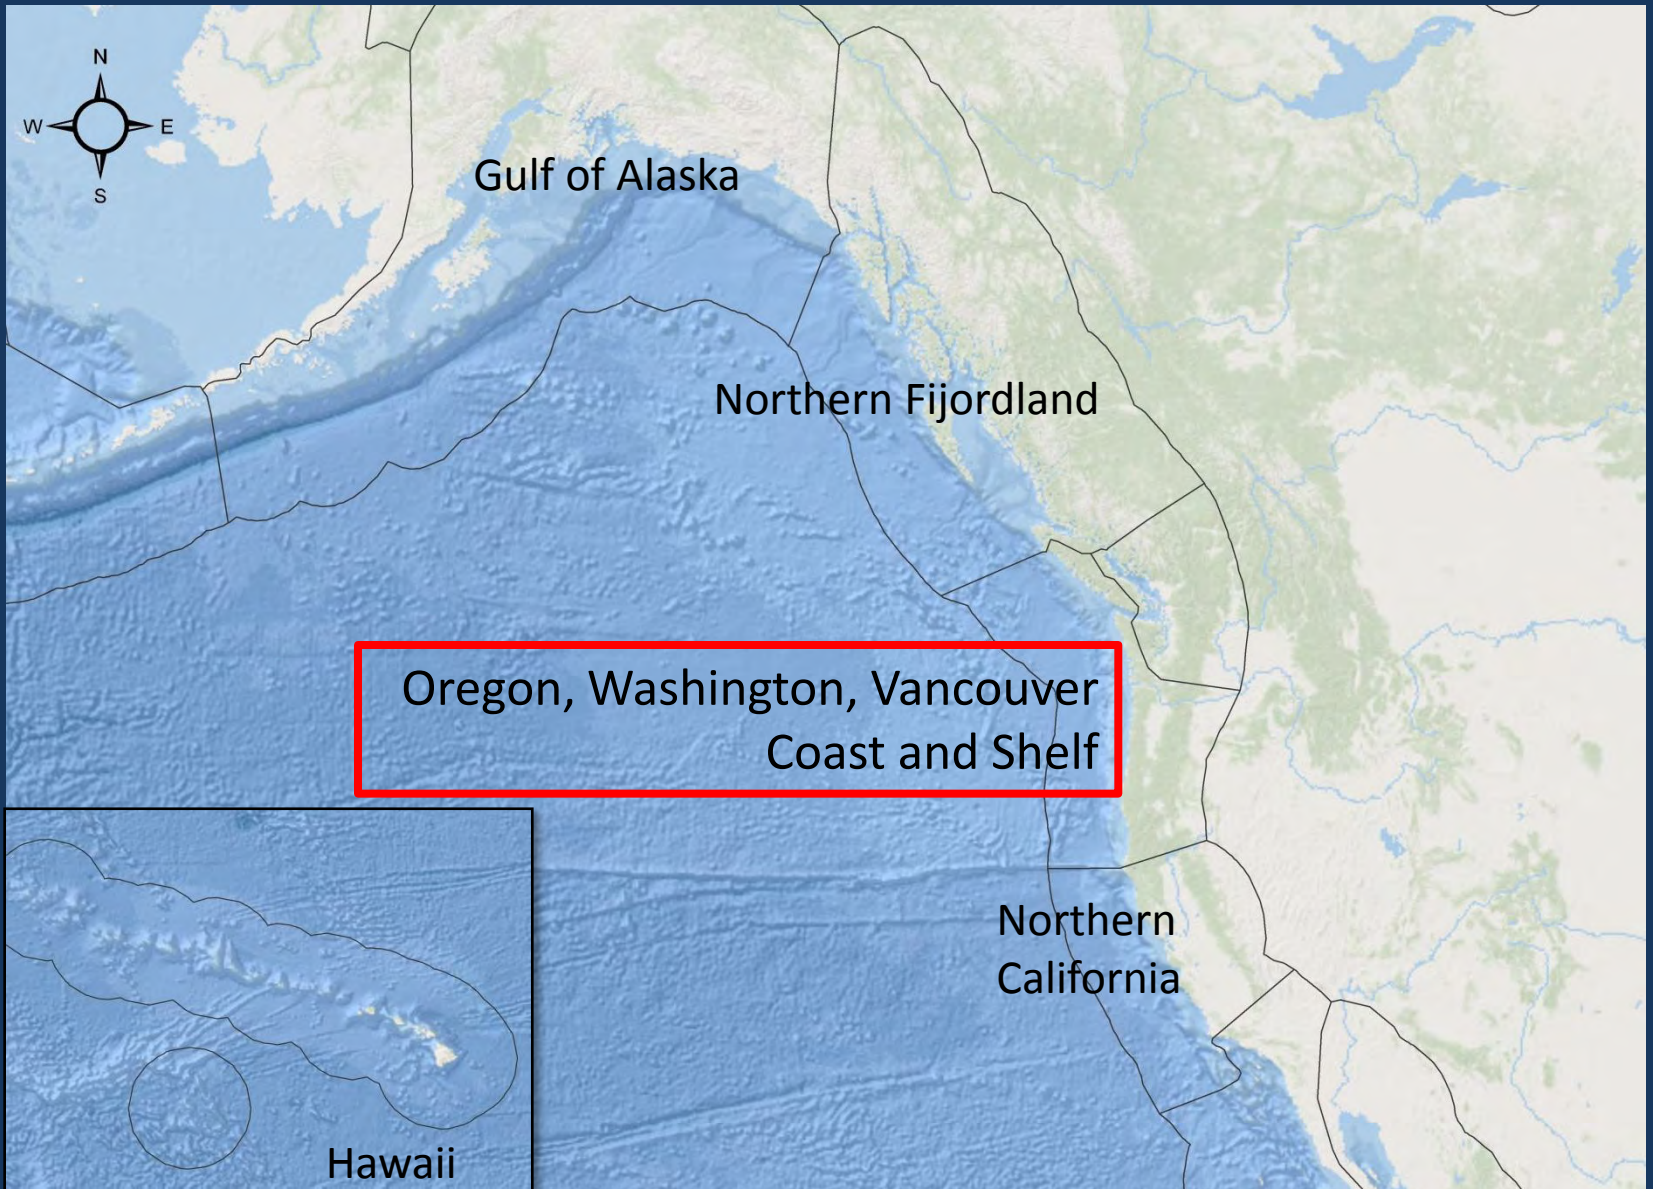 N
W E
S
Gulf of Alaska
Northern Fijordland
Oregon, Washington, Vancouver
Coast and Shelf
Northern
California
Hawaii